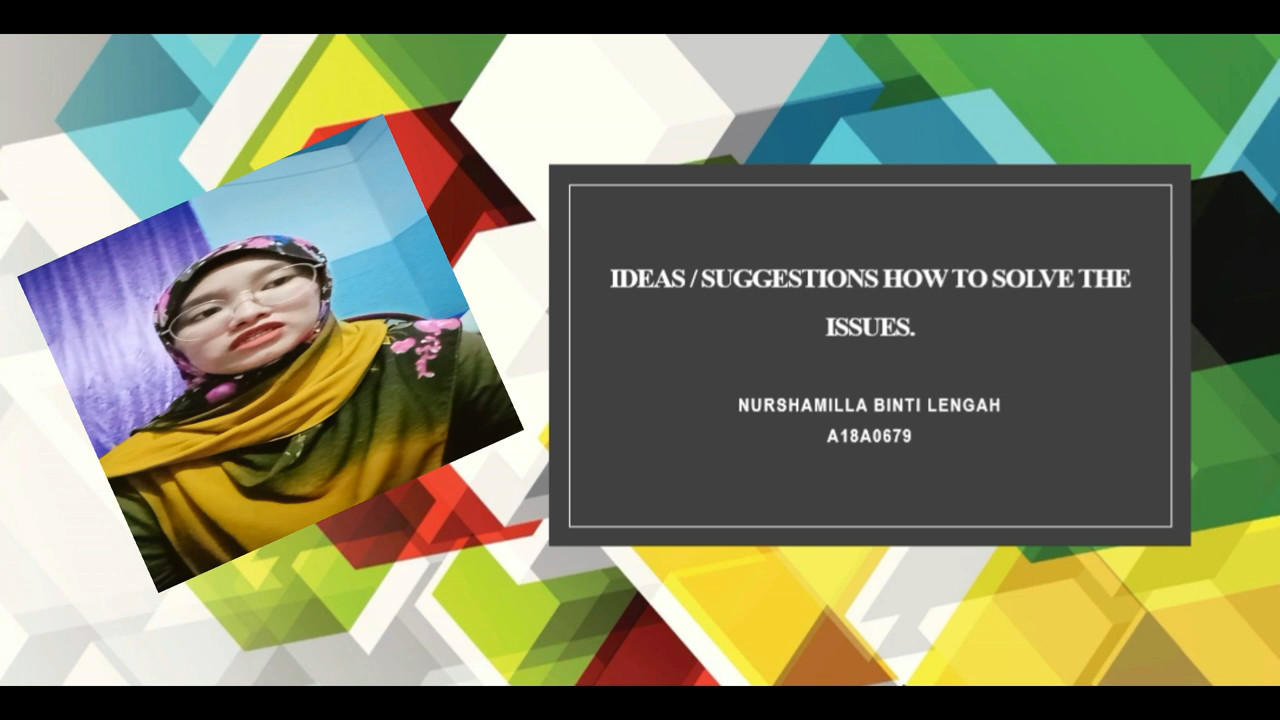 IDEAS / SUGGESTIONS HOW TO SOLVE THE
ISSUES.
NURSHAMILLA BINTI LENGAH
A18A0679